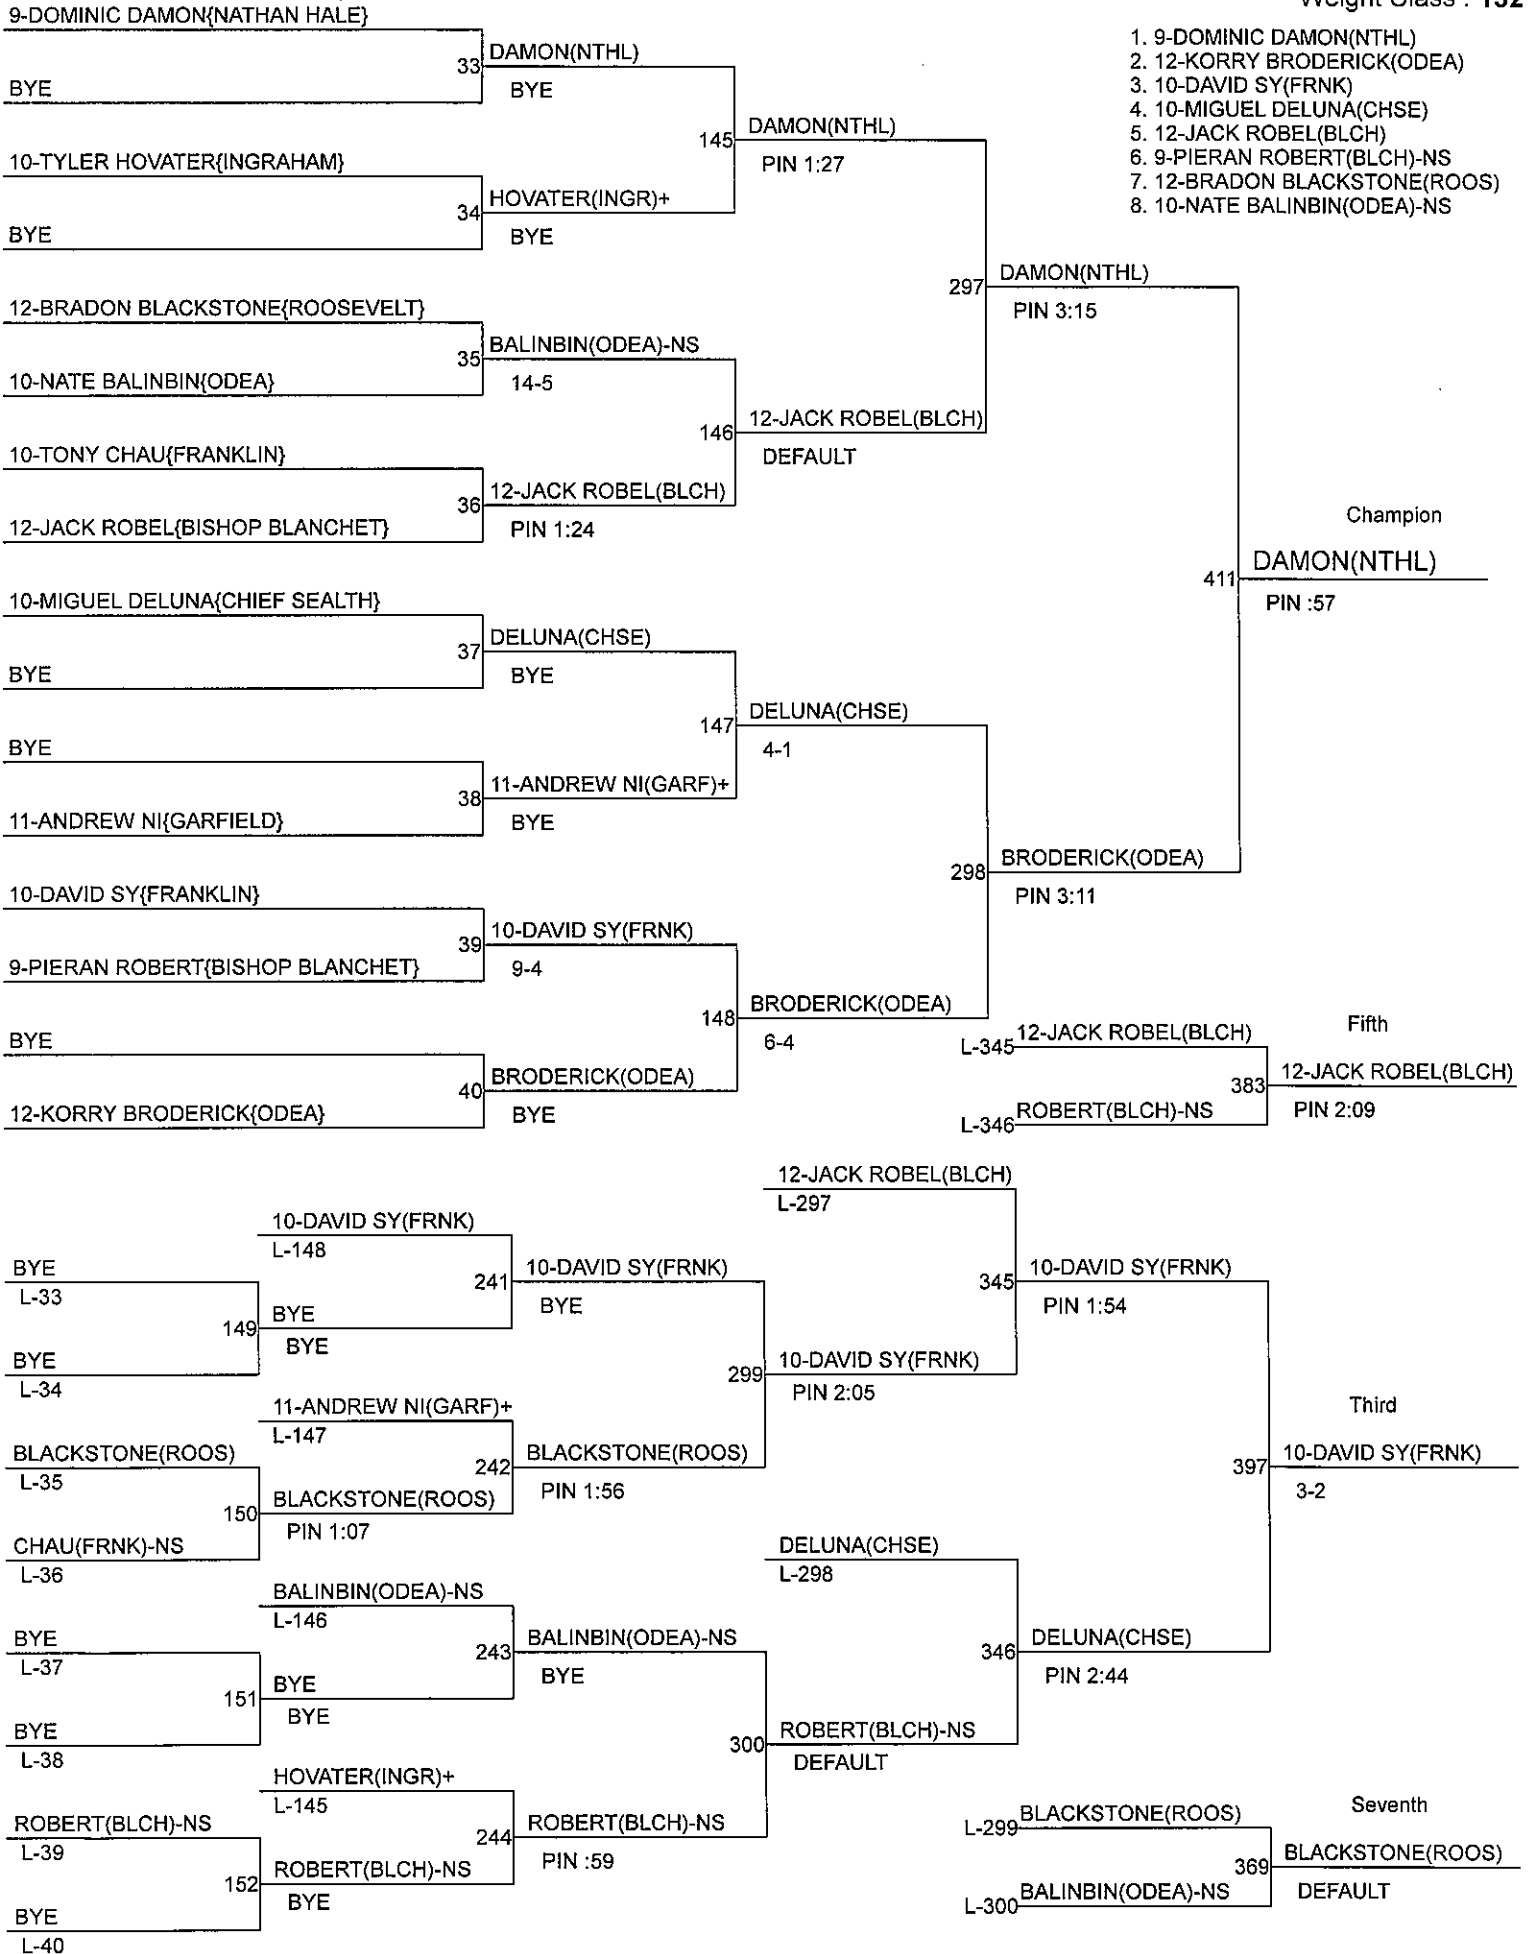 Weight Class : 132
1. 9-DOMINIC DAMON(NTHL)
2. 12-KORRY BRODERICK(ODEA)
3. 10-DAVID SY(FRNK)
4. 10-MIGUEL DELUNA(CHSE)
5. 12-JACK ROBEL(BLCH)
6. 9-PIERAN ROBERT(BLCH)-NS
7. 12-BRADON BLACKSTONE(ROOS)
8. 10-NATE BALINBIN(ODEA)-NS
9-DOMINIC DAMON{NATHAN HALE}
BYE
33
DAMON(NTHL)
BYE
10-TYLER HOVATER{INGRAHAM}
BYE
34
HOVATER(INGR)+
BYE
145
DAMON(NTHL)
PIN 1:27
12-BRADON BLACKSTONE{ROOSEVELT}
10-NATE BALINBIN{ODEA}
35
BALINBIN(ODEA)-NS
14-5
10-TONY CHAU{FRANKLIN}
12-JACK ROBEL{BISHOP BLANCHET}
36
12-JACK ROBEL(BLCH)
PIN 1:24
146
12-JACK ROBEL(BLCH)
DEFAULT
297
DAMON(NTHL)
PIN 3:15
10-MIGUEL DELUNA{CHIEF SEALTH}
BYE
37
DELUNA(CHSE)
BYE
BYE
11-ANDREW NI{GARFIELD}
38
11-ANDREW NI(GARF)+
BYE
147
DELUNA(CHSE)
4-1
10-DAVID SY{FRANKLIN}
9-PIERAN ROBERT{BISHOP BLANCHET}
39
10-DAVID SY(FRNK)
9-4
BYE
12-KORRY BRODERICK{ODEA}
40
BRODERICK(ODEA)
BYE
148
BRODERICK(ODEA)
6-4
298
BRODERICK(ODEA)
PIN 3:11
Champion
411
DAMON(NTHL)
PIN :57
Fifth
L-345
12-JACK ROBEL(BLCH)
L-346
ROBERT(BLCH)-NS
383
12-JACK ROBEL(BLCH)
PIN 2:09
BYE
L-33
BYE
L-34
149
BYE
BYE
10-DAVID SY(FRNK)
L-148
241
10-DAVID SY(FRNK)
BYE
BLACKSTONE(ROOS)
L-35
CHAU(FRNK)-NS
L-36
150
BLACKSTONE(ROOS)
PIN 1:07
11-ANDREW NI(GARF)+
L-147
242
BLACKSTONE(ROOS)
PIN 1:56
299
10-DAVID SY(FRNK)
PIN 2:05
12-JACK ROBEL(BLCH)
L-297
345
10-DAVID SY(FRNK)
PIN 1:54
BYE
L-37
BYE
L-38
151
BYE
BYE
BALINBIN(ODEA)-NS
L-146
243
BALINBIN(ODEA)-NS
BYE
ROBERT(BLCH)-NS
L-39
BYE
L-40
152
ROBERT(BLCH)-NS
BYE
HOVATER(INGR)+
L-145
244
ROBERT(BLCH)-NS
PIN :59
300
ROBERT(BLCH)-NS
DEFAULT
DELUNA(CHSE)
L-298
346
DELUNA(CHSE)
PIN 2:44
Third
397
10-DAVID SY(FRNK)
3-2
Seventh
L-299
BLACKSTONE(ROOS)
L-300
BALINBIN(ODEA)-NS
369
BLACKSTONE(ROOS)
DEFAULT